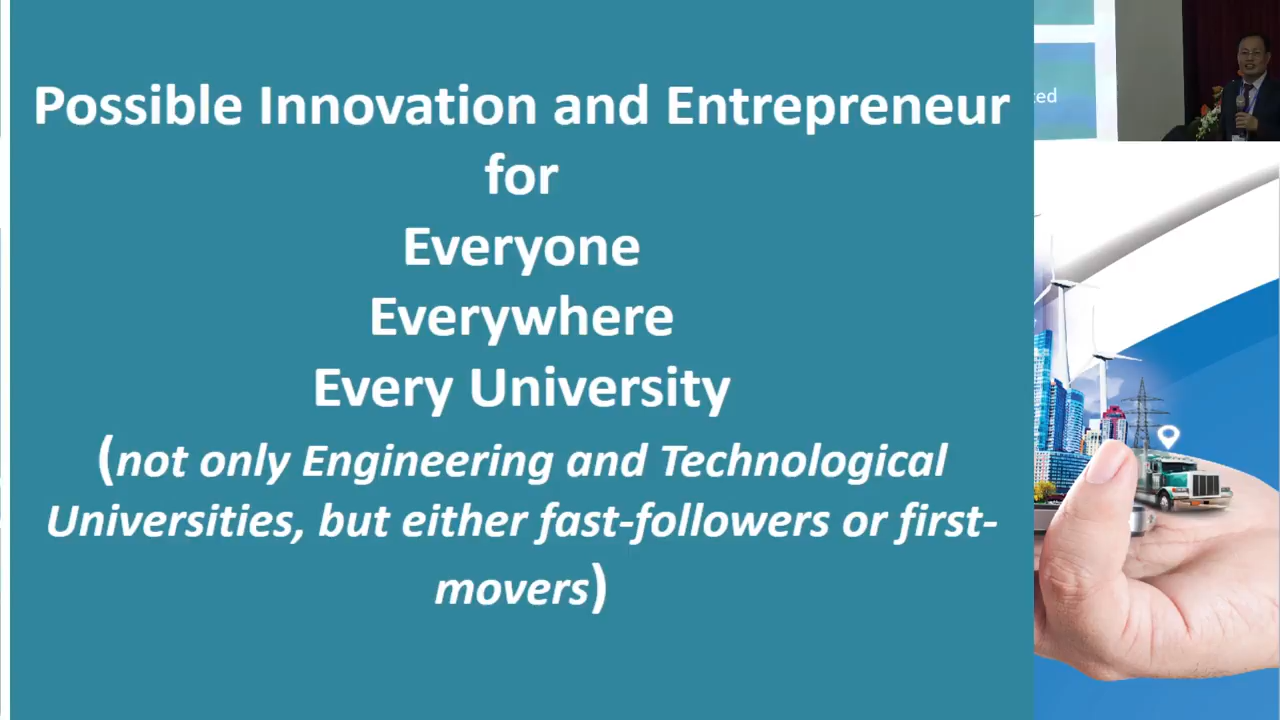 Possible Innovation and Entrepreneur
for
Everyone
Everywhere
Every University
(not only Engineering and Technological
Universities, but either fast-followers or first-
movers)